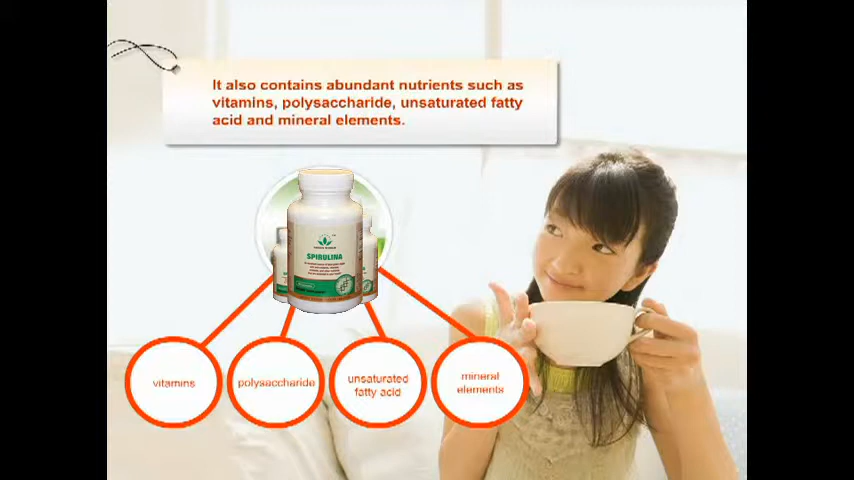 It also contains abundant nutrients such as
vitamins, polysaccharide, unsaturated fatty
acid and mineral elements.
SPIRULINA
vitamins
polysaccharide
unsaturated
fatty acid
mineral
elements